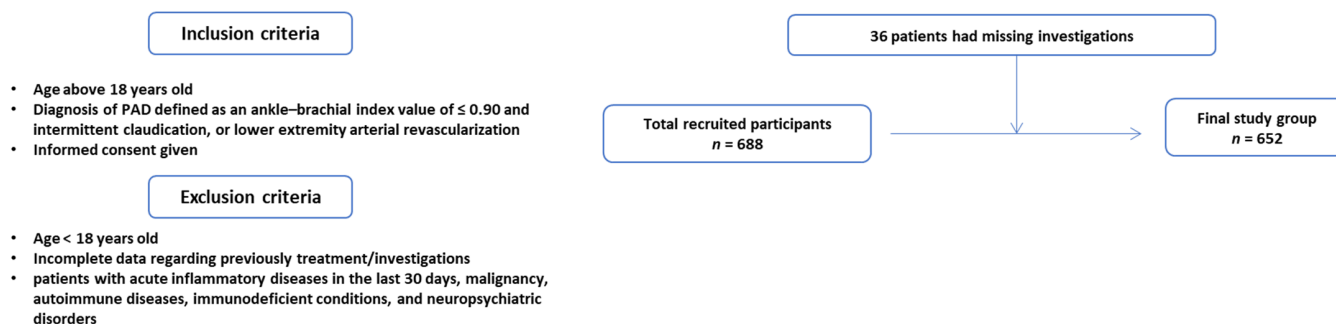 Inclusion criteria
• Age above 18 years old
• Diagnosis of PAD defined as an ankle–brachial index value of ≤ 0.90 and
intermittent claudication, or lower extremity arterial revascularization
• Informed consent given
Exclusion criteria
• Age < 18 years old
• Incomplete data regarding previously treatment/investigations
• patients with acute inflammatory diseases in the last 30 days, malignancy,
autoimmune diseases, immunodeficient conditions, and neuropsychiatric
disorders
36 patients had missing investigations
Total recruited participants
n = 688
Final study group
n = 652